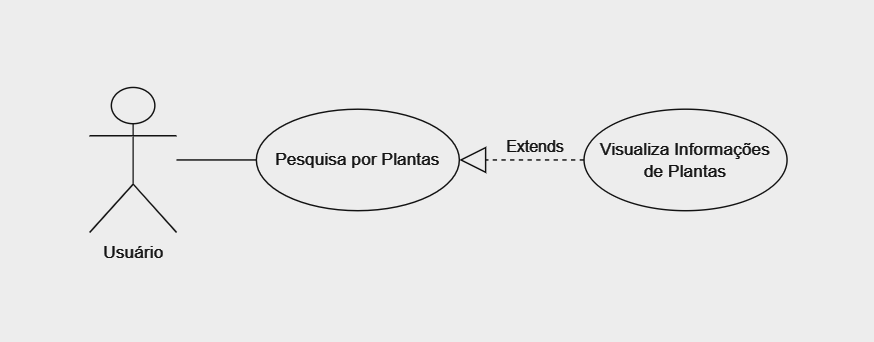 Extends
Pesquisa por Plantas
Visualiza Informações
de Plantas
Usuário